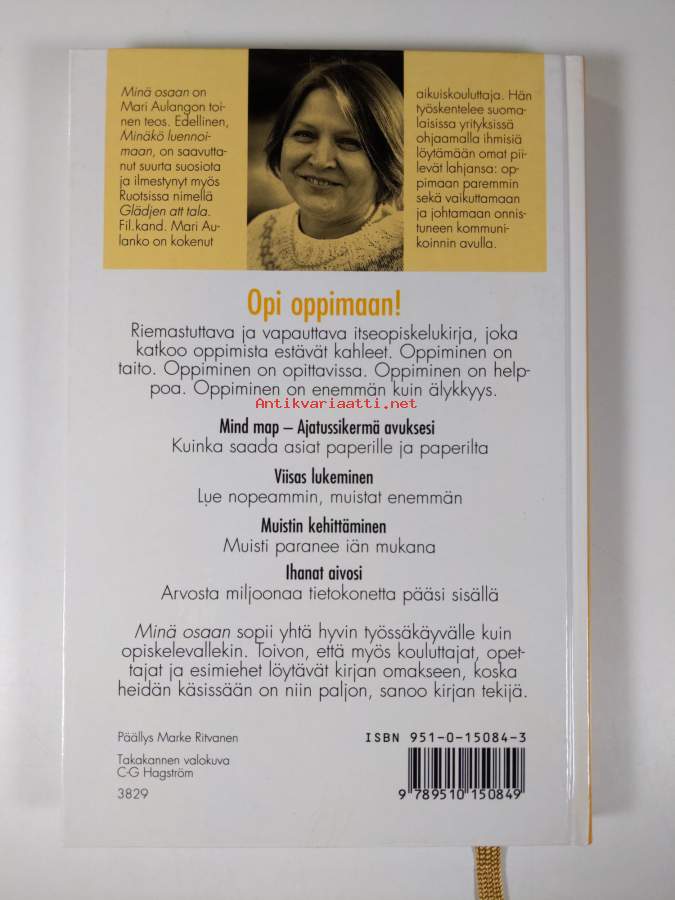 Minä osaan on
Mari Aulangon toi-
nen teos. Edellinen,
Minäkö luennoi-
maan, on saavutta-
nut suurta suosiota
ja ilmestynyt myös
Ruotsissa nimellä
Glädjen att tala.
Fil.kand. Mari Au-
lanko on kokenut
aikuiskouluttaja. Hän
työskentelee suoma-
laisissa yrityksissä
ohjaamalla ihmisiä
löytämään omat pii-
levät lahjansa: op-
pimaan paremmin
sekä vaikuttamaan
ja johtamaan onnis-
tuneen kommuni-
koinnin avulla.
Opi oppimaan!
Riemastuttava ja vapauttava itseopiskelukirja, joka
katkoo oppimista estävät kahleet. Oppiminen on
taito. Oppiminen on opittavissa. Oppiminen on help-
poa. Oppiminen on enemmän kuin älykkyys.
Antikvariaatti.net
Mind map – Ajatussikermä avuksesi
Kuinka saada asiat paperille ja paperilta
Viisas lukeminen
Lue nopeammin, muistat enemmän
Muistin kehittäminen
Muisti paranee iän mukana
Ihanat aivosi
Arvosta miljoonaa tietokonetta pääsi sisällä
Minä osaan sopii yhtä hyvin työssäkäyvälle kuin
opiskelevallekin. Toivon, että myös kouluttajat, opet-
tajat ja esimiehet löytävät kirjan omakseen, koska
heidän käsissään on niin paljon, sanoo kirjan tekijä.
Päällys Marke Ritvanen
Takakannen valokuva
C-G Hagström
3829
ISBN 951-0-15084-3
9 789510 150849